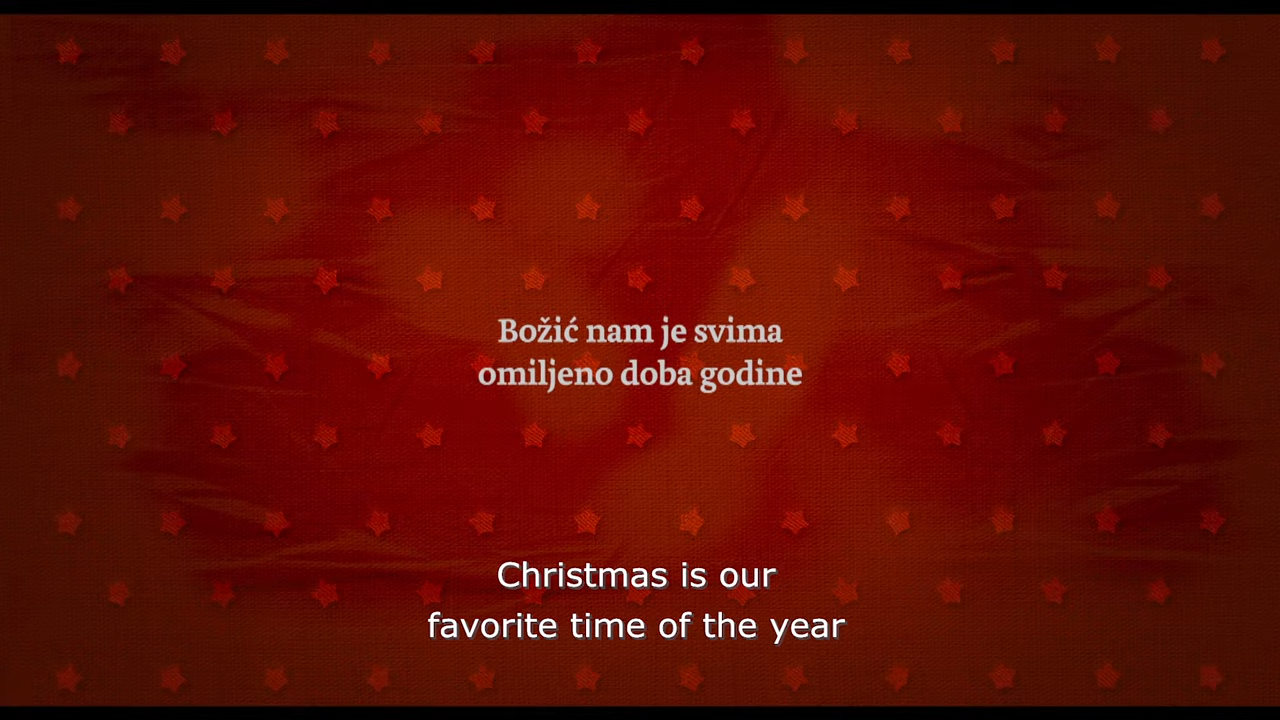 Božić nam je svima
omiljeno doba godine
Christmas is our
favorite time of the year